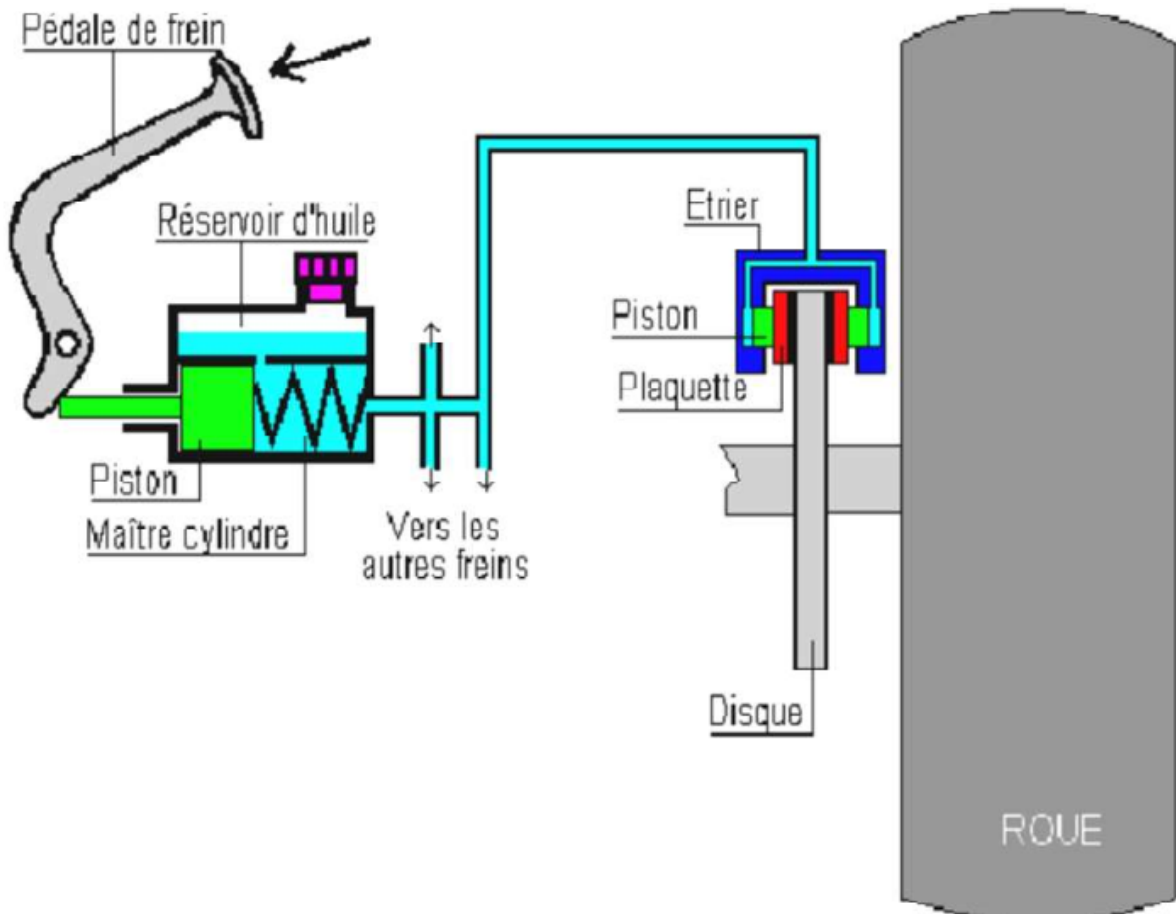 Pédale de frein
Réservoir d'huile
Etrier
Piston
Plaquette
Piston
Maître cylindre
Vers les
autres freins
Disque
ROUE